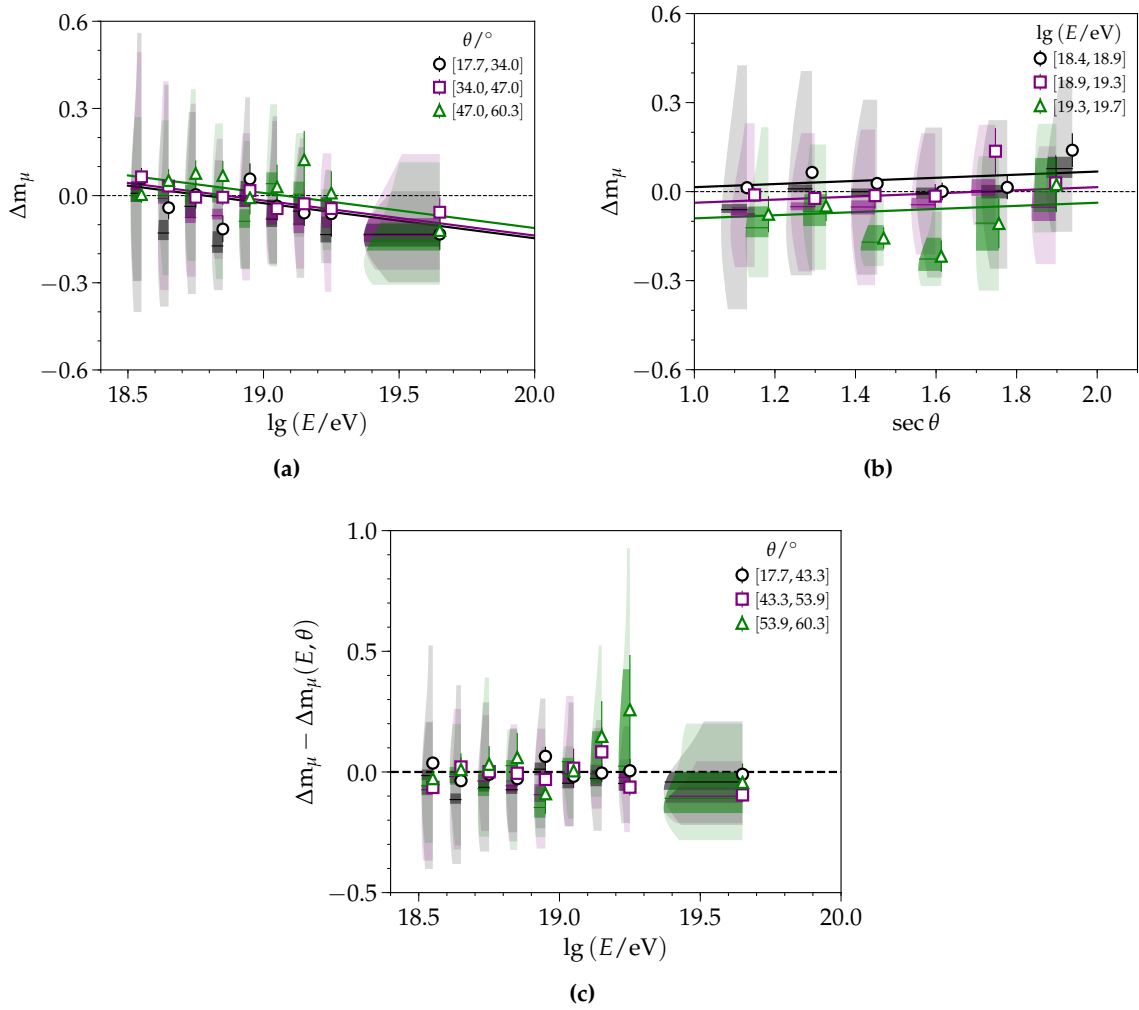 0.6
0.3
0.0
−0.3
−0.6
Δm_μ
18.5 19.0 19.5 20.0
lg (E/eV)
θ/°
[17.7, 34.0]
[34.0, 47.0]
[47.0, 60.3]
(a)
0.6
0.3
0.0
−0.3
−0.6
Δm_μ
1.0 1.2 1.4 1.6 1.8 2.0
sec θ
lg (E/eV)
[18.4, 18.9]
[18.9, 19.3]
[19.3, 19.7]
(b)
1.0
0.5
0.0
−0.5
Δm_μ − Δm_μ(E, θ)
18.5 19.0 19.5 20.0
lg (E/eV)
θ/°
[17.7, 43.3]
[43.3, 53.9]
[53.9, 60.3]
(c)